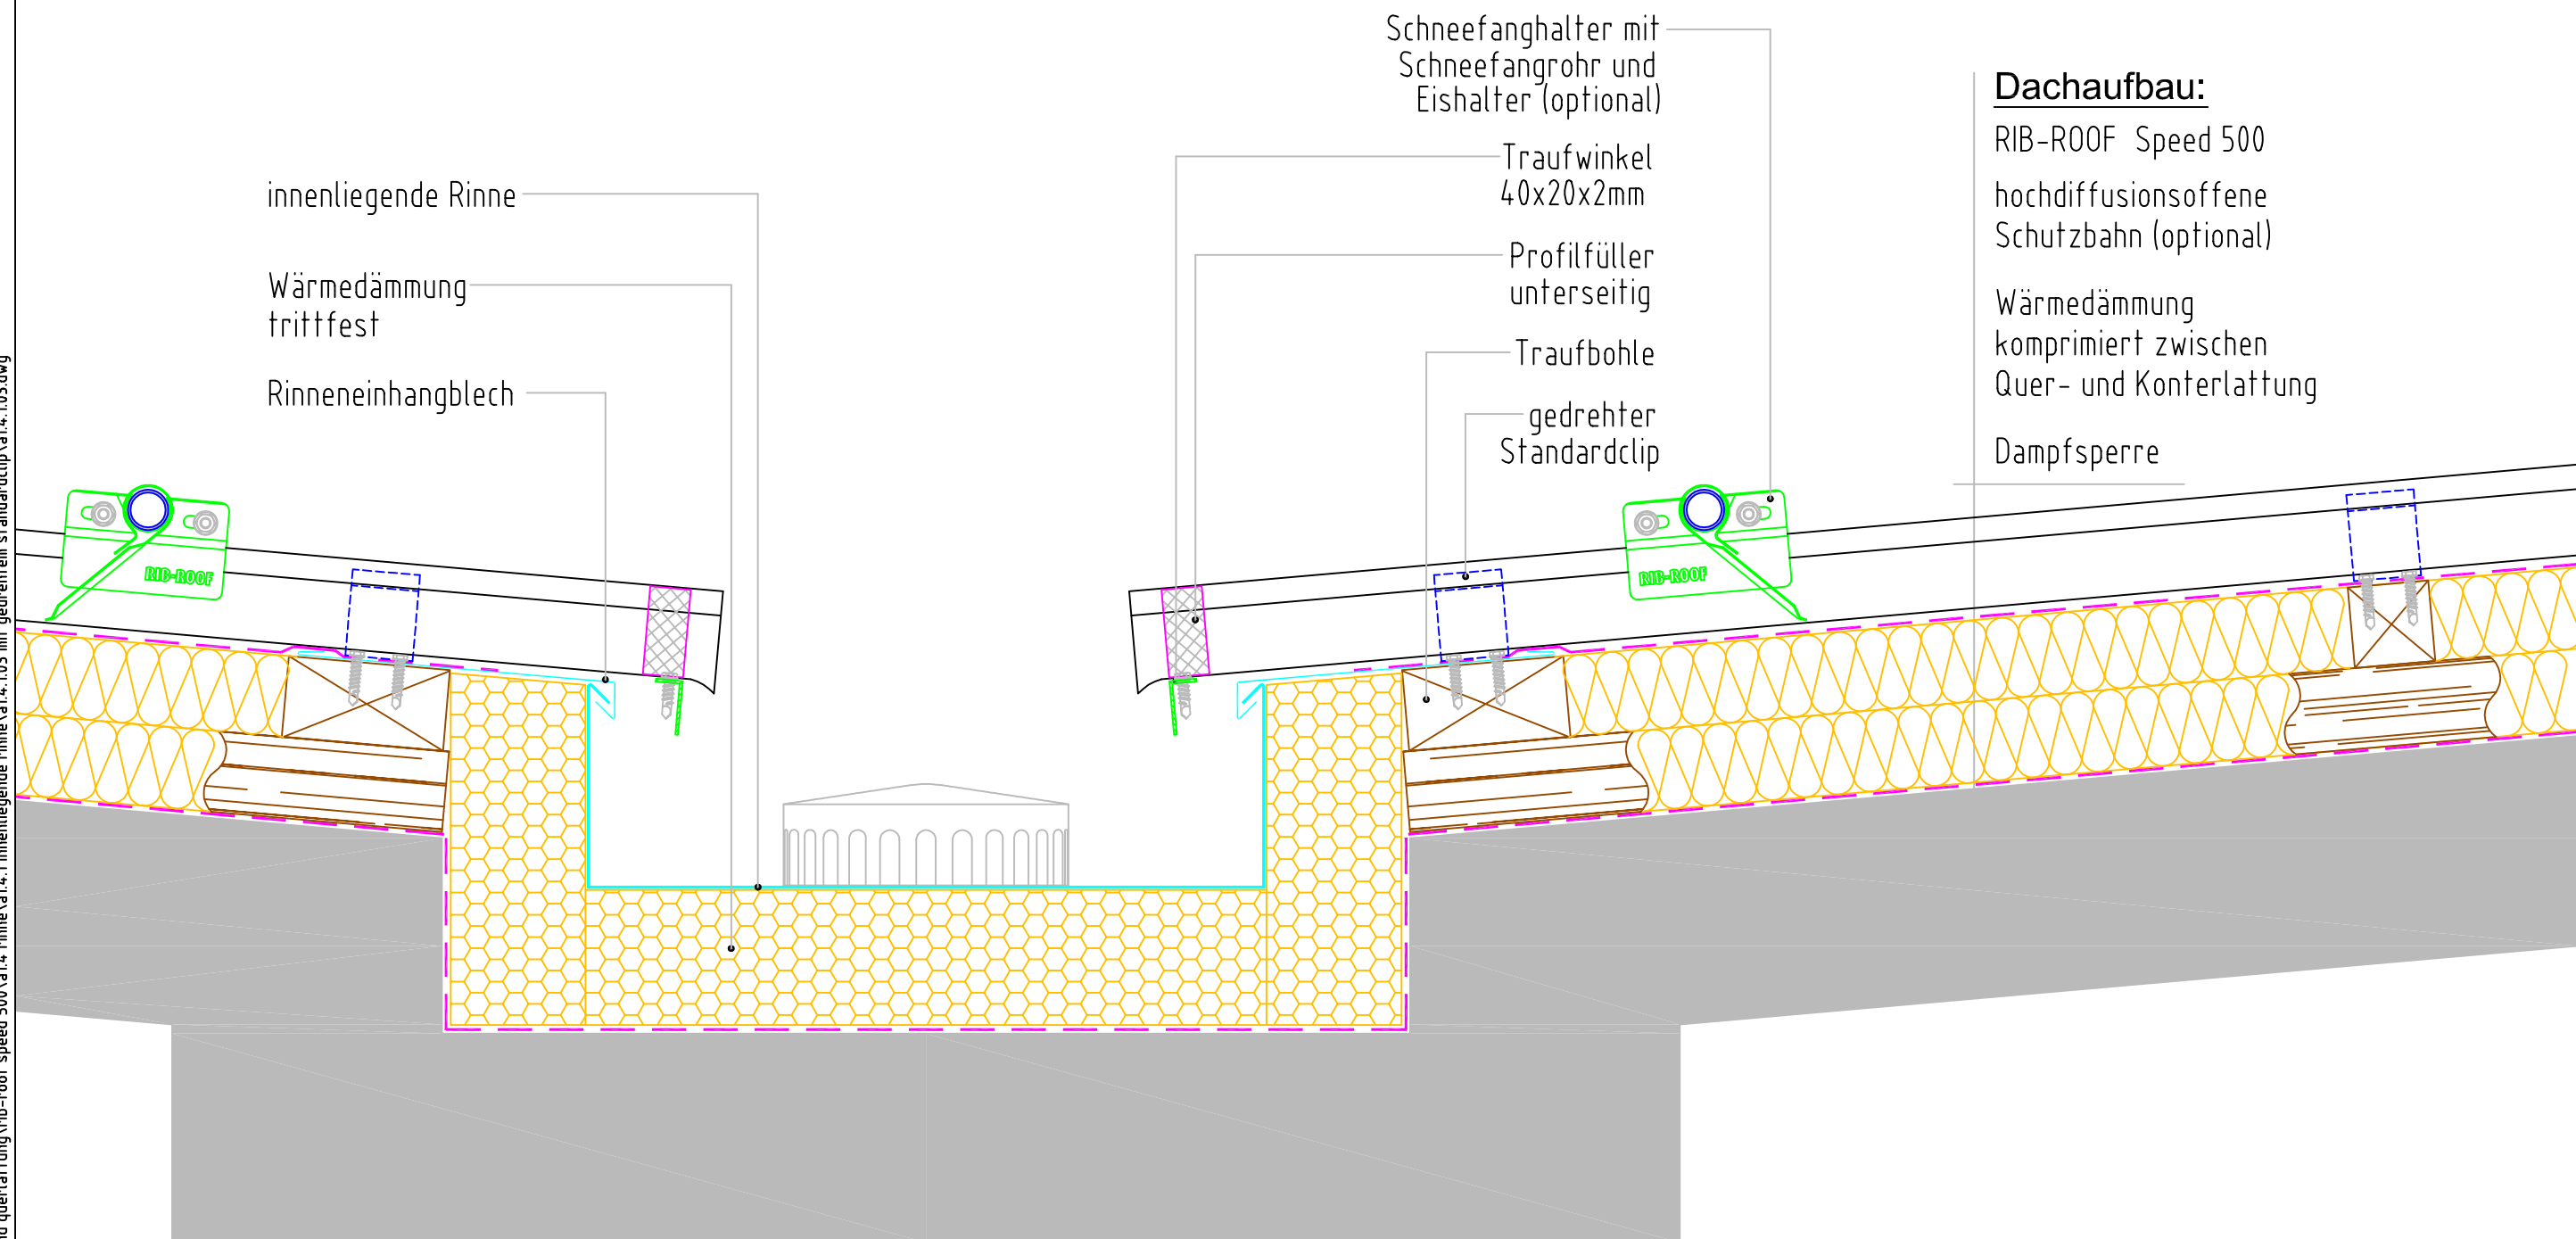 innenliegende Rinne
Wärmedämmung
trittfest
Rinneneinhangblech
Schneefanghalter mit
Schneefangrohr und
Eishalter (optional)
Traufwinkel
40x20x2mm
Profilfüller
unterseitig
Traufbohle
gedrehter
Standardclip
Dachaufbau:
RIB-ROOF Speed 500
hochdiffusionsoffene
Schutzbahn (optional)
Wärmedämmung
komprimiert zwischen
Quer- und Konterlattung
Dampfsperre
RIB-ROOF
RIB-ROOF